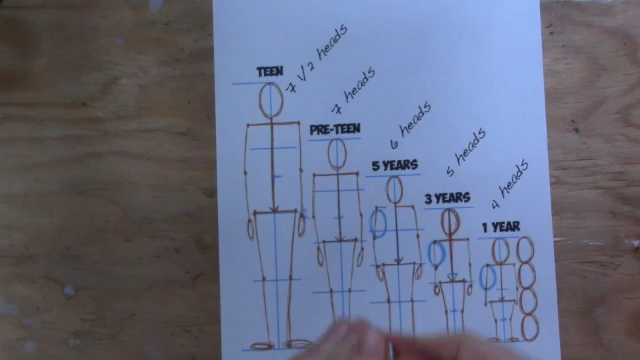 TEEN
7 1/2 heads
PRE-TEEN
7 heads
5 YEARS
6 heads
3 YEARS
5 heads
1 YEAR
4 heads